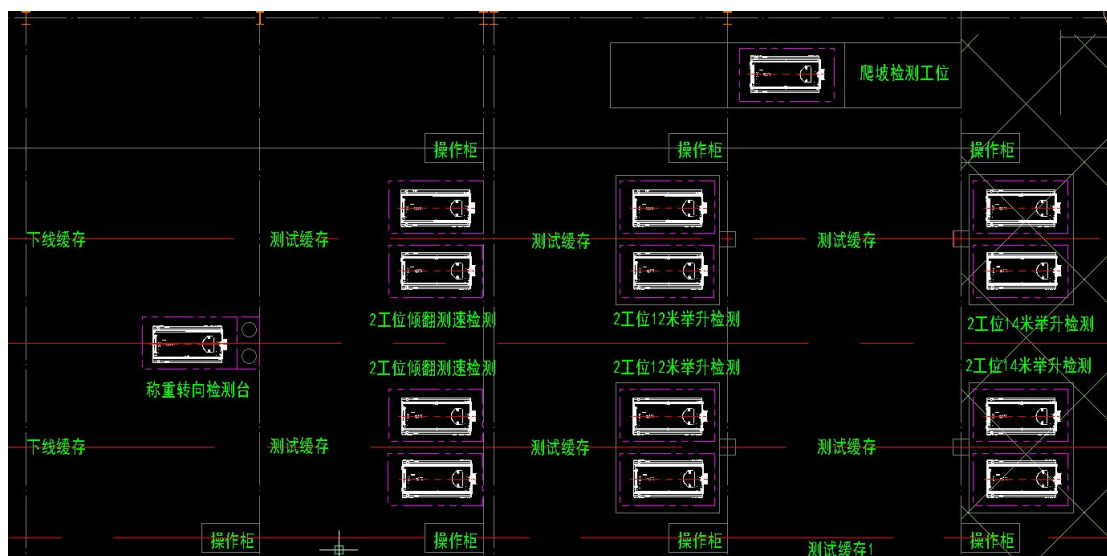 爬坡检测工位
操作柜
操作柜
操作柜
下线缓存
测试缓存
测试缓存
测试缓存
2工位倾翻测速检测
2工位12米举升检测
2工位14米举升检测
称重转向检测台
2工位倾翻测速检测
2工位12米举升检测
2工位14米举升检测
下线缓存
测试缓存
测试缓存
测试缓存
操作柜
操作柜
操作柜
操作柜
测试缓存1